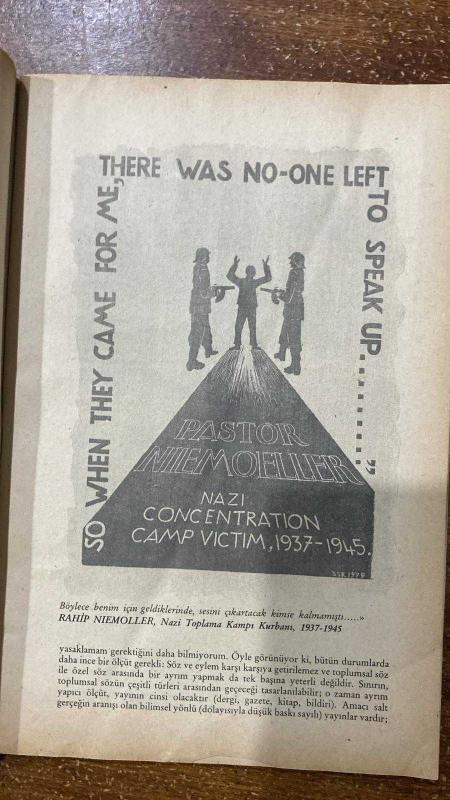 SO WHEN THEY CAME FOR ME,
THERE WAS NO-ONE LEFT
TO SPEAK UP........"
PASTOR
NIEMOELLER
NAZI
CONCENTRATION
CAMP VICTIM, 1937-1945.
1979
Böylece benim için geldiklerinde, sesini çıkartacak kimse kalmamıştı.....»
RAHİP NIEMOLLER, Nazi Toplama Kampı Kurbanı, 1937-1945
yasaklamam gerektiğini daha bilmiyorum. Öyle görünüyor ki, bütün durumlarda
daha ince bir ölçüt gerekli: Söz ve eylem karşı karşıya getirilemez ve toplumsal söz
ile özel söz arasında bir ayrım yapmak da tek başına yeterli değildir. Sınırın,
toplumsal sözün çeşitli türleri arasından geçeceği tasarlanılabilir; o zaman ayrım
yapıcı ölçüt, yayının cinsi olacaktır (dergi, gazete, kitap, bildiri). Amacı salt
gerçeğin aranışı olan bilimsel yönlü (dolayısıyla düşük baskı sayılı) yayınlar vardır;